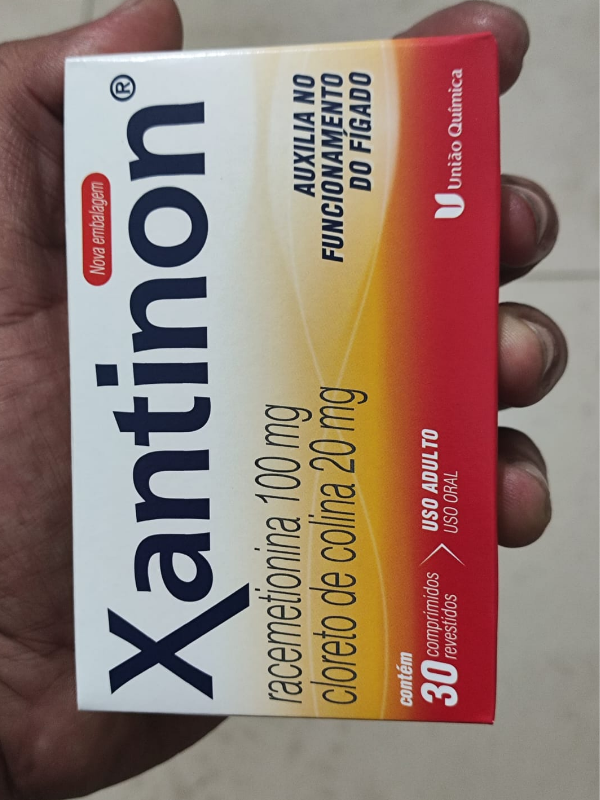 Nova embalagem
Xantinon®
racemetionina 100 mg
cloreto de colina 20 mg
AUXILIA NO
FUNCIONAMENTO
DO FÍGADO
contém
30 comprimidos
revestidos
USO ADULTO
USO ORAL
União Química